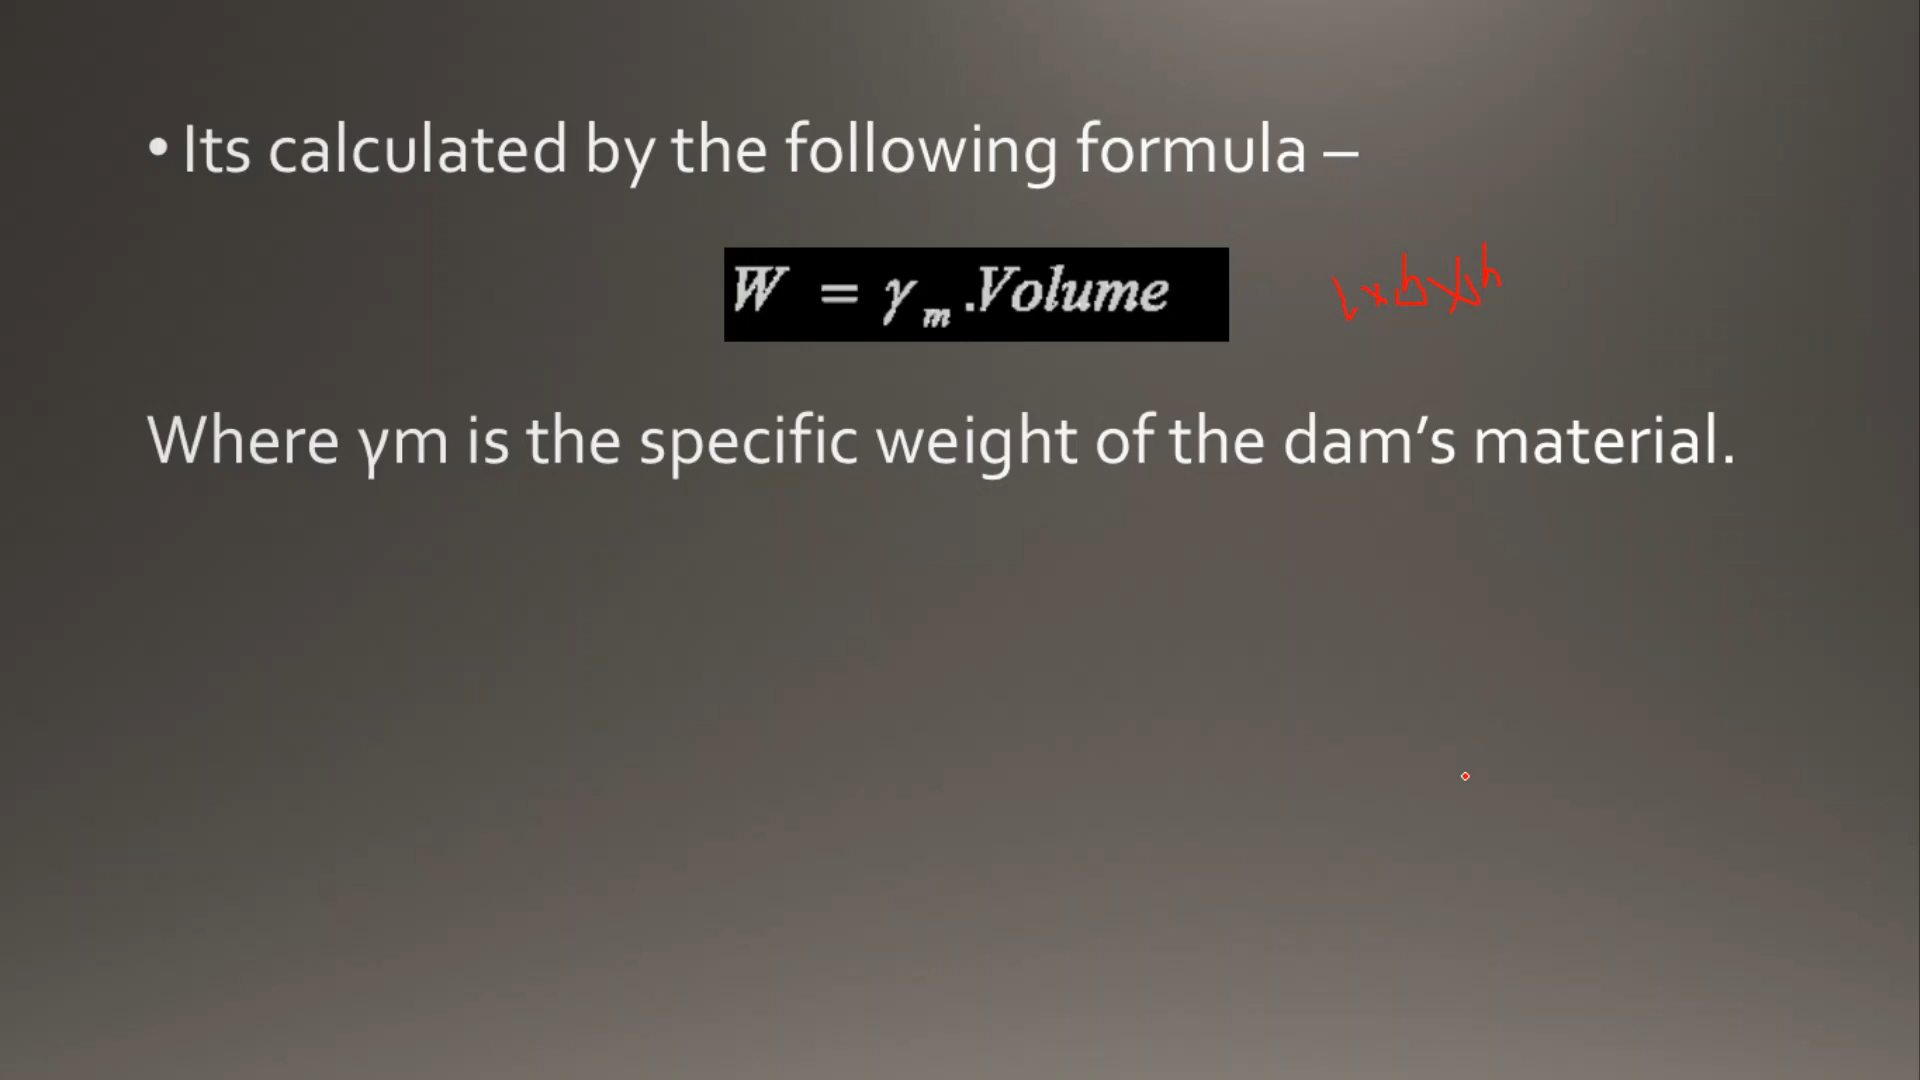 • Its calculated by the following formula –
W = γm.Volume
l×b×h
Where γm is the specific weight of the dam’s material.